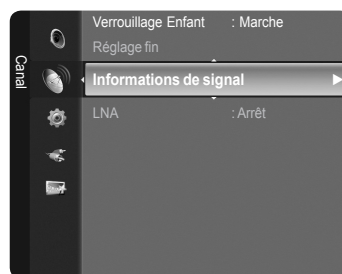 Canal
Verrouillage Enfant : Marche
Réglage fin
Informations de signal
LNA : Arrêt